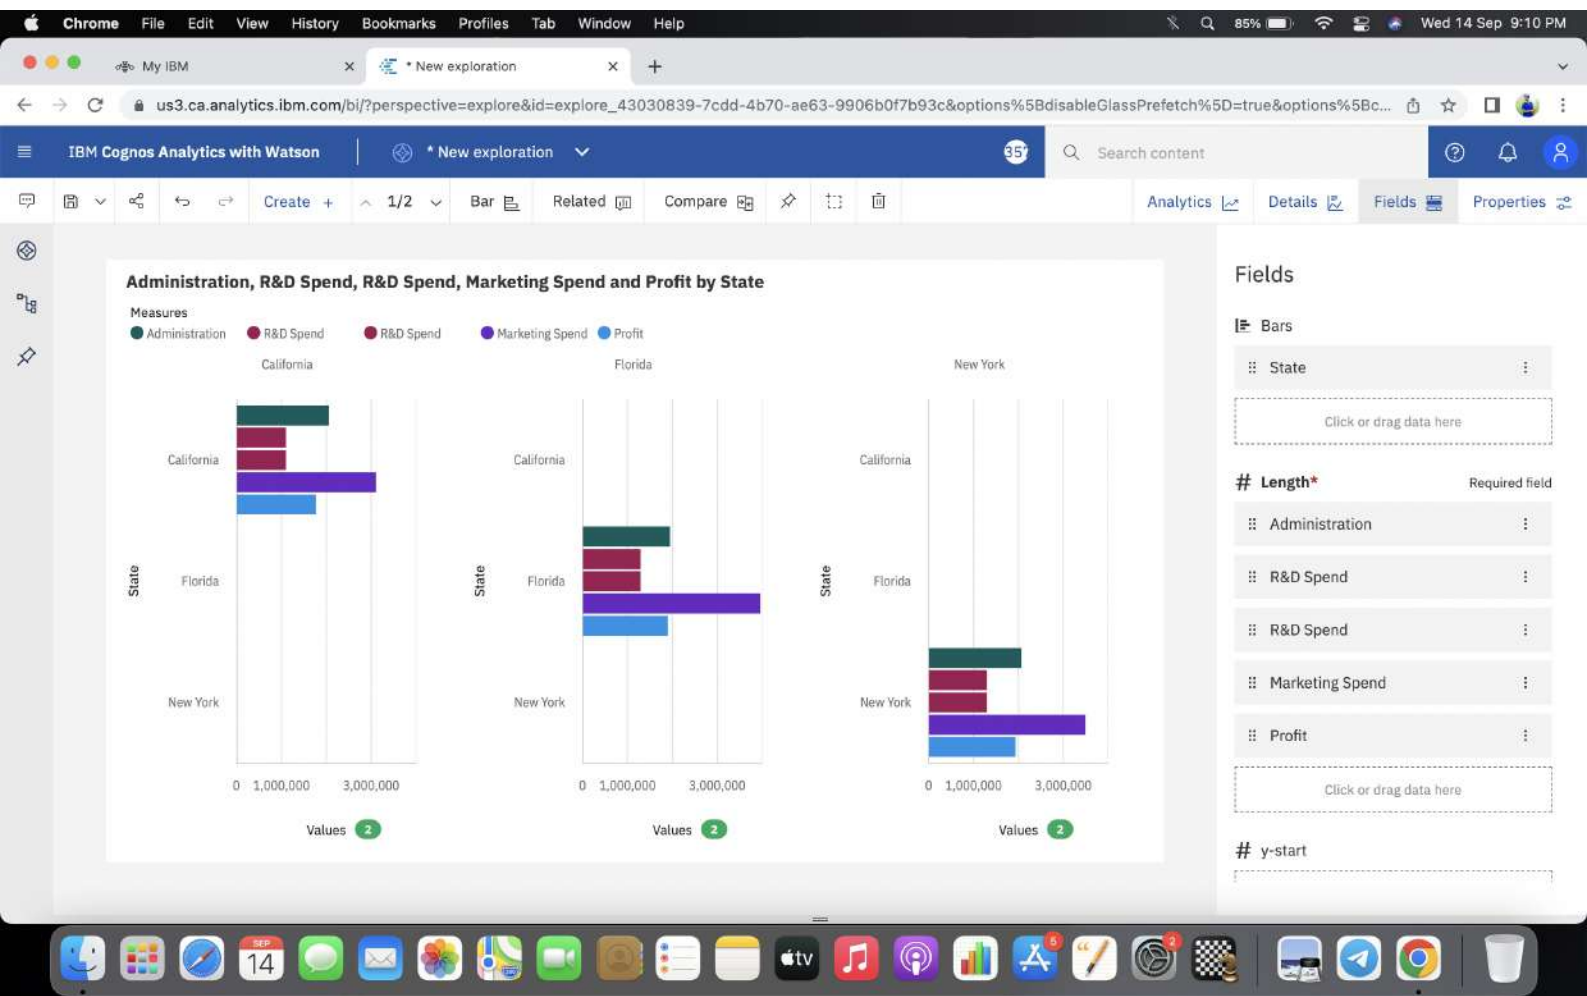 Chrome File Edit View History Bookmarks Profiles Tab Window Help 85% Wed 14 Sep 9:10 PM
My IBM × * New exploration × +
us3.ca.analytics.ibm.com/bi/?perspective=explore&id=explore_43030839-7cdd-4b70-ae63-9906b0f7b93c&options%5BdisableGlassPrefetch%5D=true&options%5Bc...
IBM Cognos Analytics with Watson * New exploration Search content
Create + 1/2 Bar Related Compare Analytics Details Fields Properties
Administration, R&D Spend, R&D Spend, Marketing Spend and Profit by State
Measures
Administration R&D Spend R&D Spend Marketing Spend Profit
California Florida New York
California California California
State State State
Florida Florida Florida
New York New York New York
0 1,000,000 3,000,000 0 1,000,000 3,000,000 0 1,000,000 3,000,000
Values 2 Values 2 Values 2
Fields
Bars
State
Click or drag data here
# Length* Required field
Administration
R&D Spend
R&D Spend
Marketing Spend
Profit
Click or drag data here
# y-start
SEP
14
tv
5
2